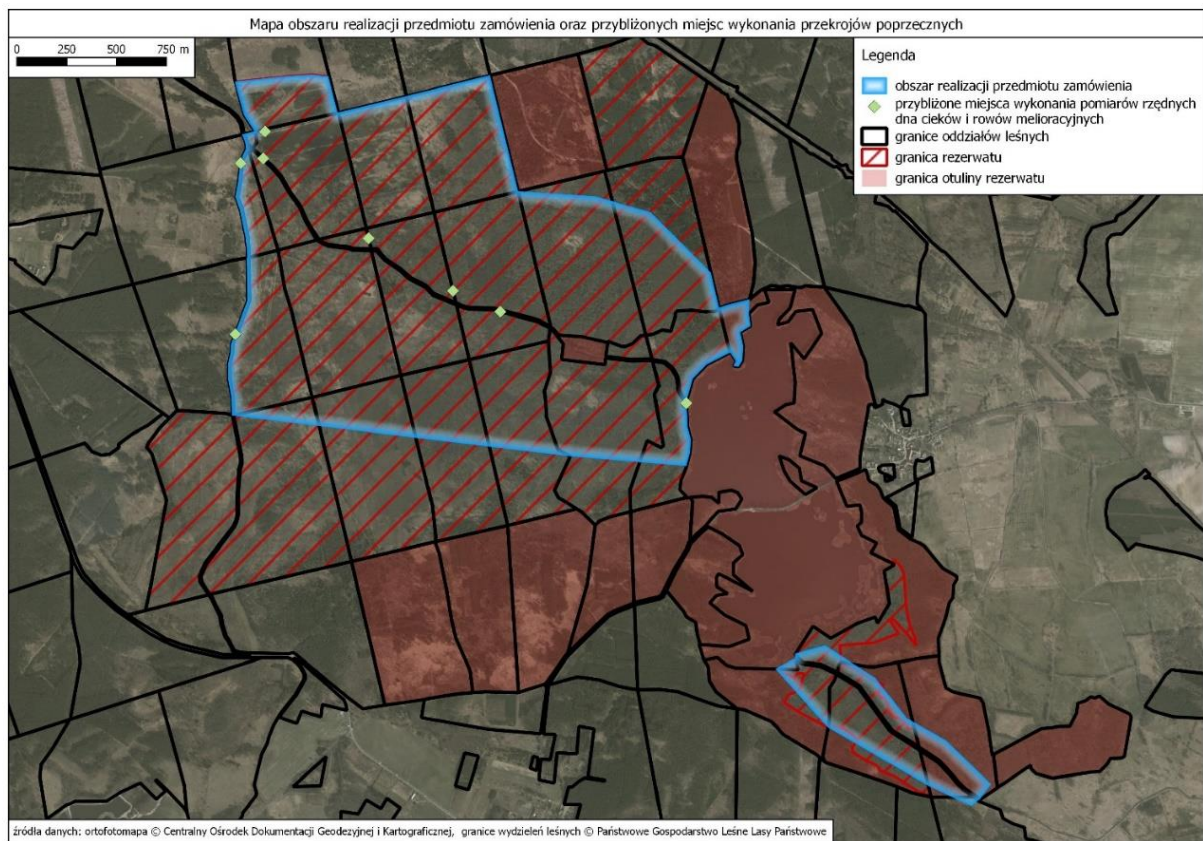 Mapa obszaru realizacji przedmiotu zamówienia oraz przybliżonych miejsc wykonania przekrojów poprzecznych
0 250 500 750 m
Legenda
obszar realizacji przedmiotu zamówienia
przybliżone miejsca wykonania pomiarów rzędnych
dna cieków i rowów melioracyjnych
granice oddziałów leśnych
granica rezerwatu
granica otuliny rezerwatu
źródła danych: ortofotomapa © Centralny Ośrodek Dokumentacji Geodezyjnej i Kartograficznej, granice wydzieleń leśnych © Państwowe Gospodarstwo Leśne Lasy Państwowe